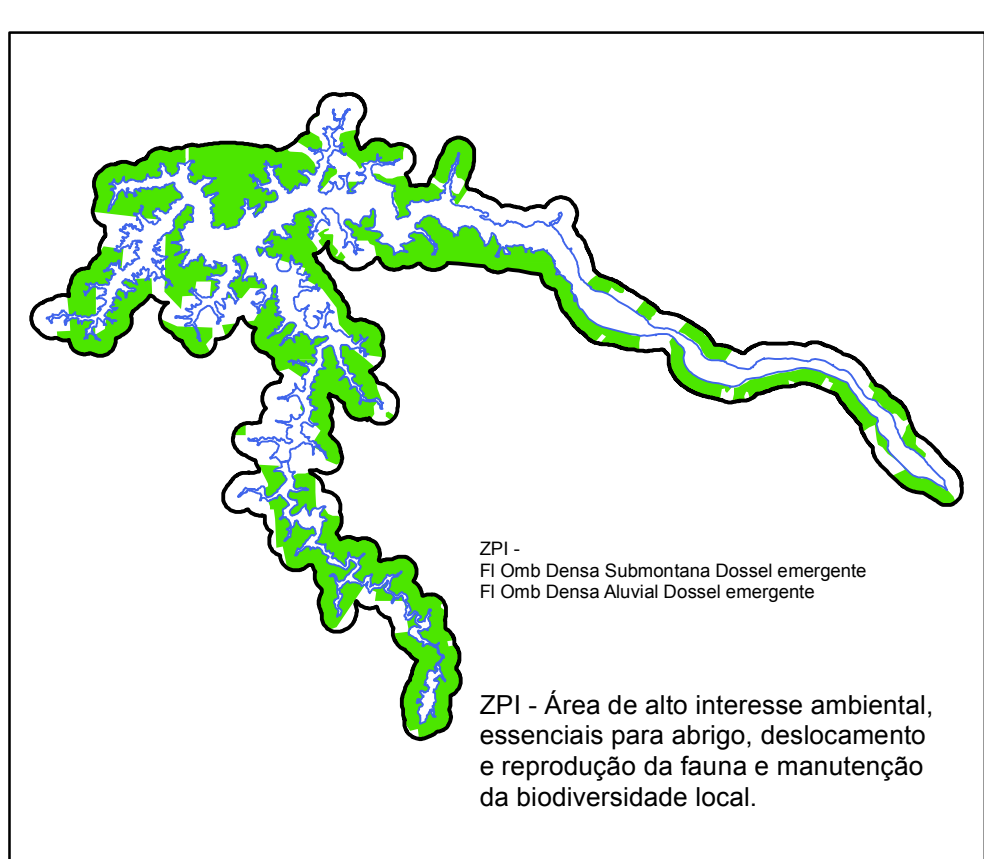 ZPI -
Fl Omb Densa Submontana Dossel emergente
Fl Omb Densa Aluvial Dossel emergente
ZPI - Área de alto interesse ambiental,
essenciais para abrigo, deslocamento
e reprodução da fauna e manutenção
da biodiversidade local.